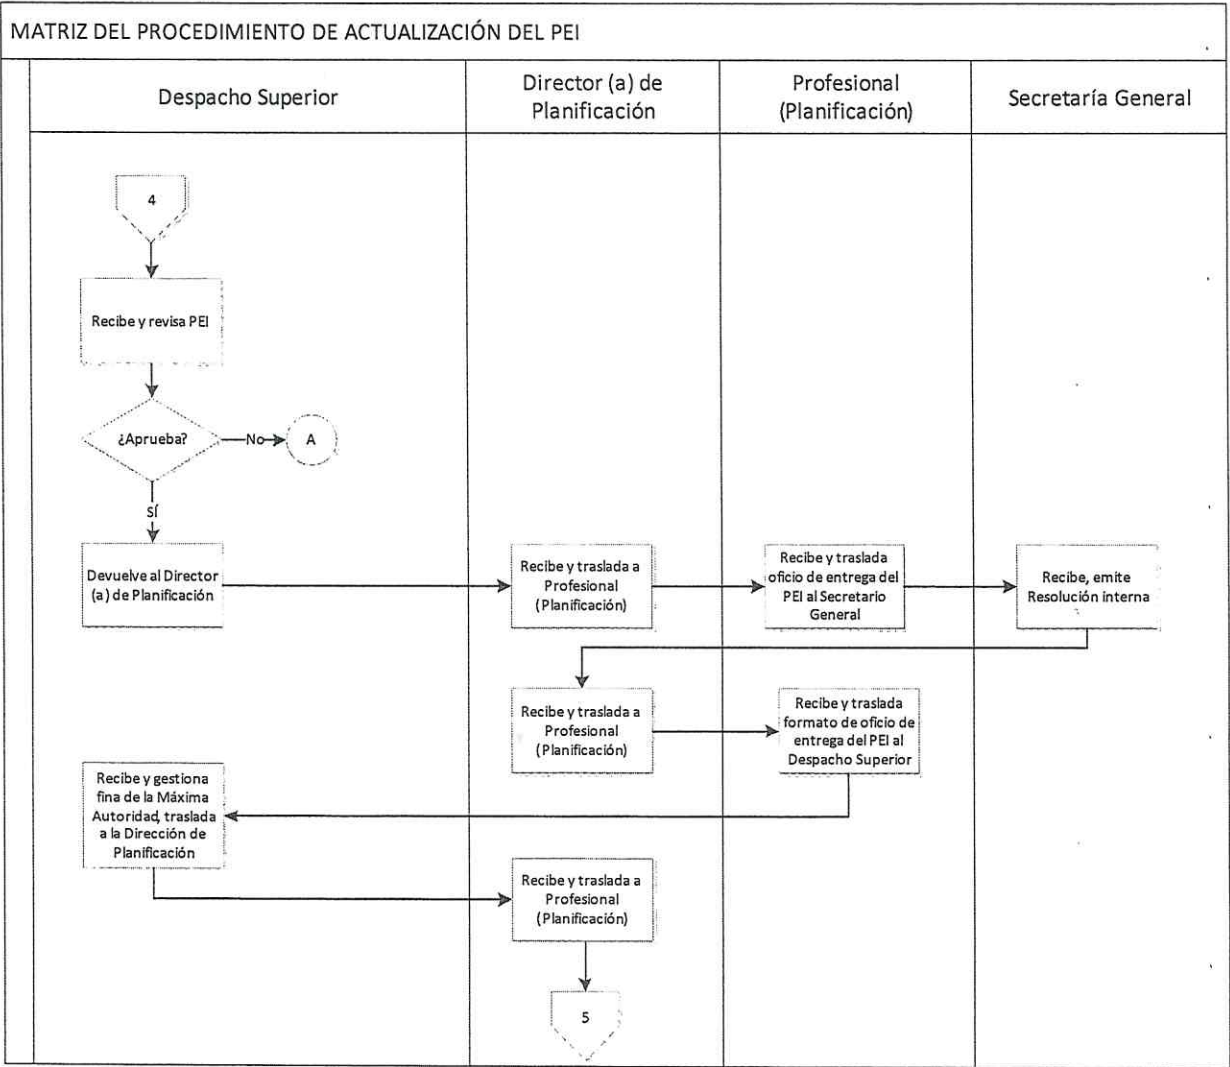 MATRIZ DEL PROCEDIMIENTO DE ACTUALIZACIÓN DEL PEI
Despacho Superior
Director (a) de
Planificación
Profesional
(Planificación)
Secretaría General
4
Recibe y revisa PEI
¿Aprueba?
No
A
SÍ
Devuelve al Director
(a) de Planificación
Recibe y traslada a
Profesional
(Planificación)
Recibe y traslada
oficio de entrega del
PEI al Secretario
General
Recibe, emite
Resolución interna
Recibe y traslada a
Profesional
(Planificación)
Recibe y traslada
formato de oficio de
entrega del PEI al
Despacho Superior
Recibe y gestiona
fina de la Máxima
Autoridad, traslada
a la Dirección de
Planificación
Recibe y traslada a
Profesional
(Planificación)
5